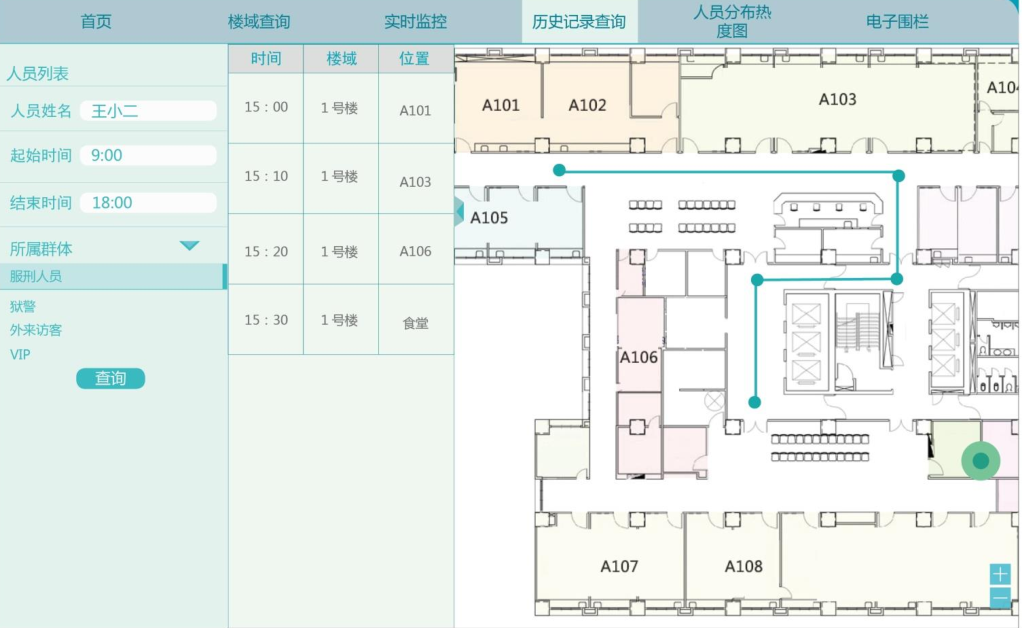 首页 楼域查询 实时监控 历史记录查询 人员分布热 电子围栏
度图
人员列表
人员姓名 王小二
起始时间 9:00
结束时间 18:00
所属群体
服刑人员
狱警
外来访客
VIP
查询
时间 楼域 位置
15：00 1号楼 A101
15：10 1号楼 A103
15：20 1号楼 A106
15：30 1号楼 食堂
A101
A102
A103
A104
A105
A106
A107
A108